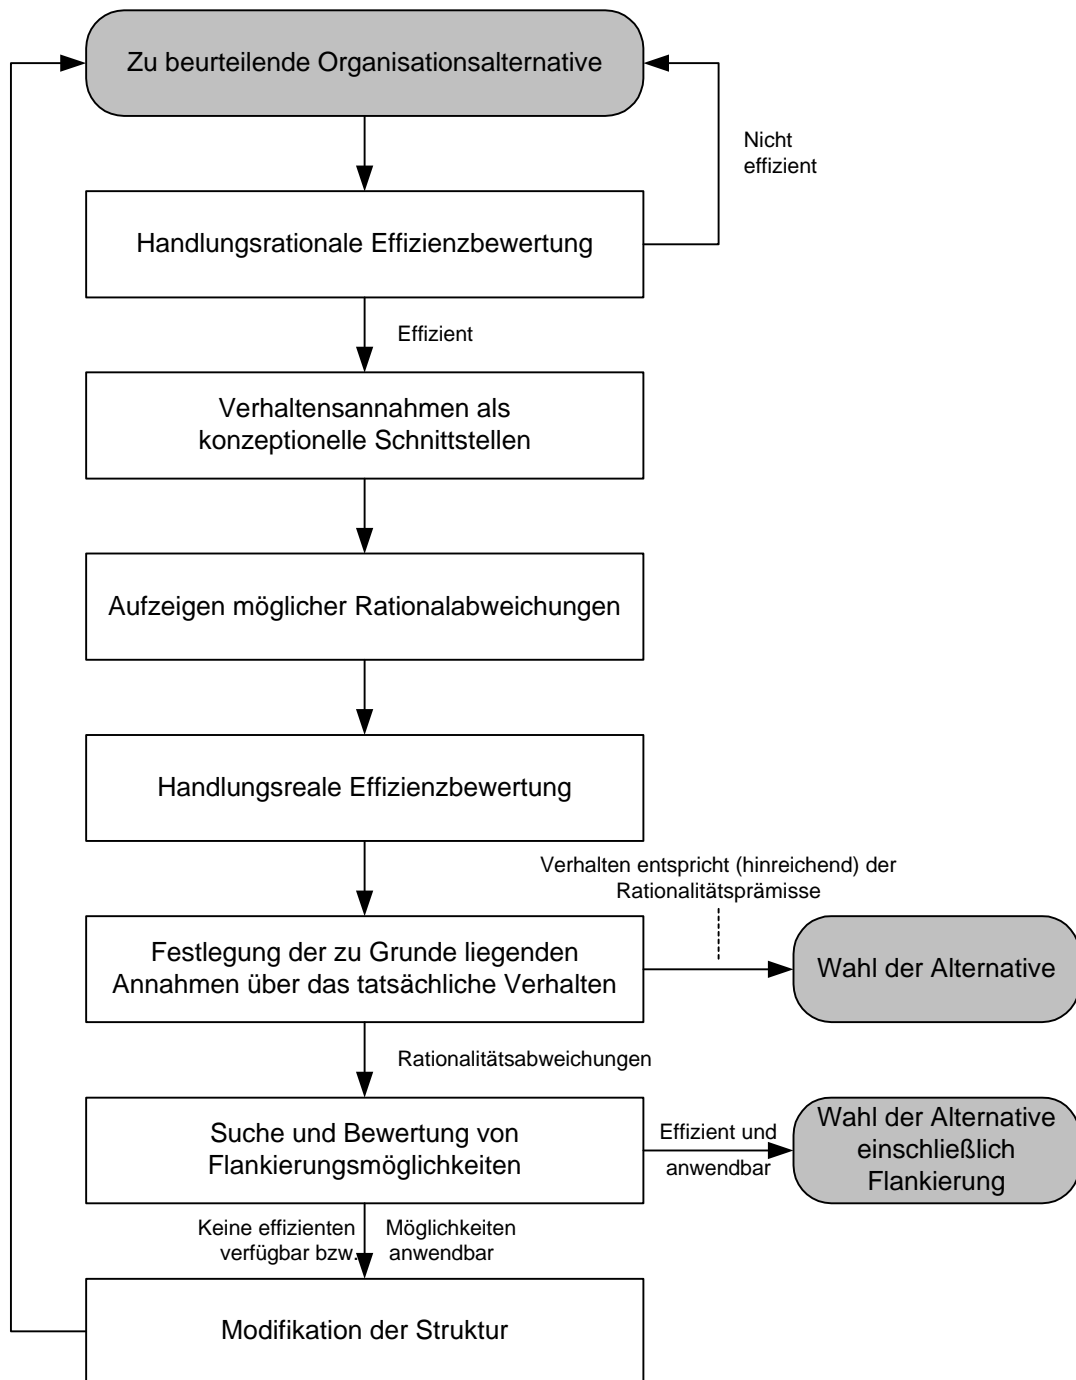 Zu beurteilende Organisationsalternative
Nicht
effizient
Handlungsrationale Effizienzbewertung
Effizient
Verhaltensannahmen als
konzeptionelle Schnittstellen
Aufzeigen möglicher Rationalabweichungen
Handlungsreale Effizienzbewertung
Verhalten entspricht (hinreichend) der
Rationalitätsprämisse
Festlegung der zu Grunde liegenden
Annahmen über das tatsächliche Verhalten
Wahl der Alternative
Rationalitätsabweichungen
Suche und Bewertung von
Flankierungsmöglichkeiten
Effizient und
anwendbar
Wahl der Alternative
einschließlich
Flankierung
Keine effizienten Möglichkeiten
verfügbar bzw. anwendbar
Modifikation der Struktur